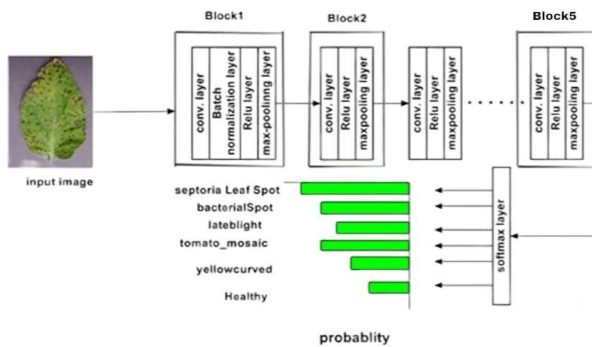 Block1
Block2
Block5
conv. layer
Batch
normalization layer
Relu layer
max-poolinng layer
conv. layer
Relu layer
maxpooling layer
conv. layer
Relu layer
maxpooling layer
conv. layer
Relu layer
maxpooling layer
input image
septoria Leaf Spot
bacterialSpot
lateblight
tomato_mosaic
yellowcurved
Healthy
softmax layer
probablity